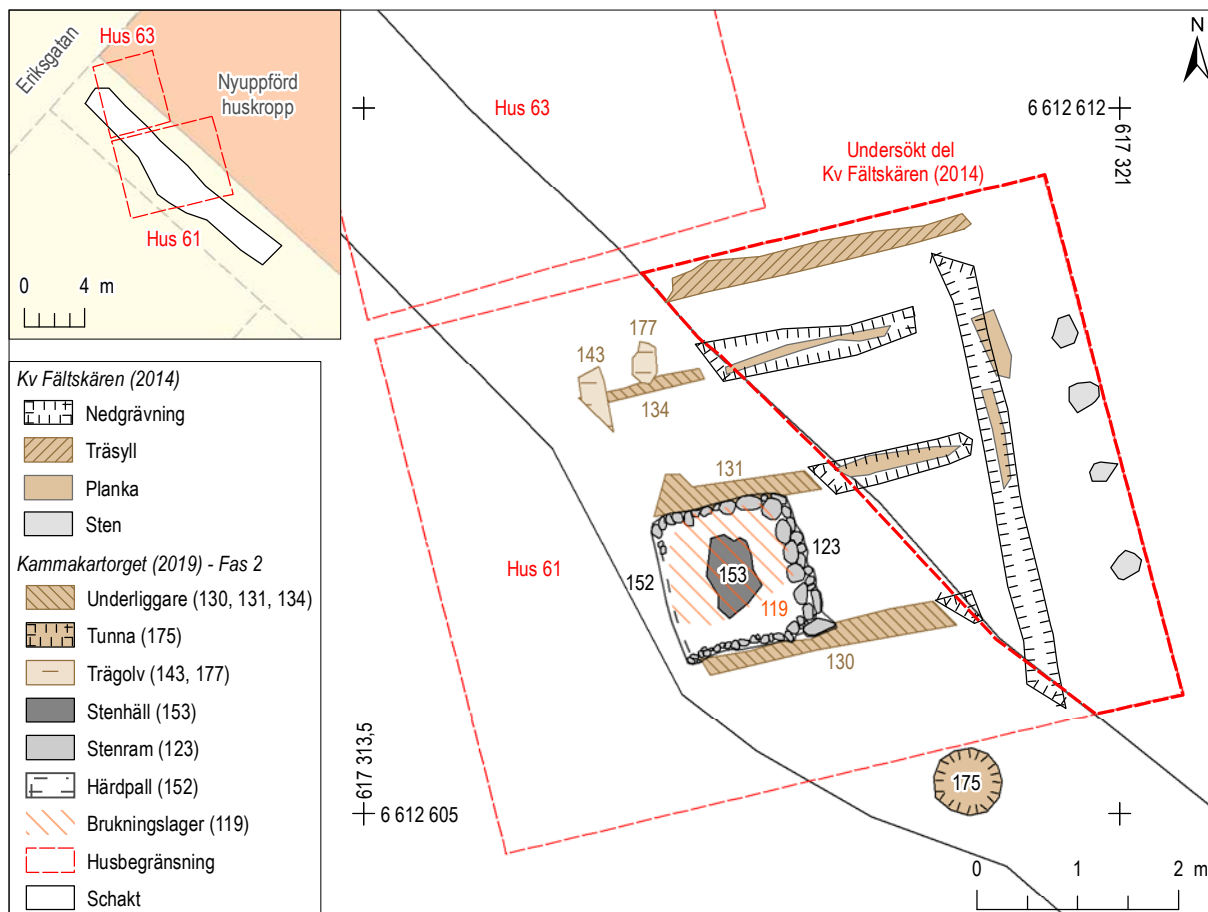 Hus 63
Eriksgatan
Nyuppförd
huskropp
Hus 61
0 4 m
Kv Fältskären (2014)
Nedgrävning
Träsyll
Planka
Sten
Kammakartorget (2019) - Fas 2
Underliggare (130, 131, 134)
Tunna (175)
Trägolv (143, 177)
Stenhäll (153)
Stenram (123)
Härdpall (152)
Brukningslager (119)
Husbegränsning
Schakt
N
Hus 63
6 612 612
617 321
Undersökt del
Kv Fältskären (2014)
177
143
134
131
123
Hus 61
152
153
119
130
175
617 313,5
6 612 605
0 1 2 m